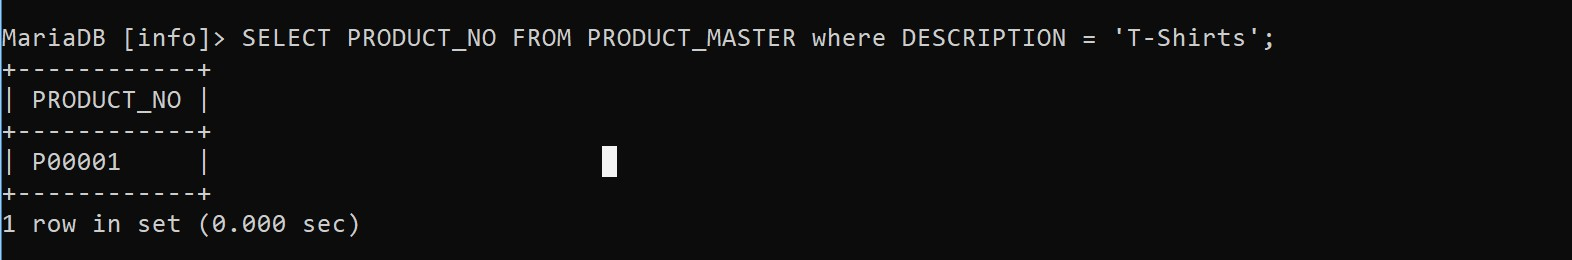 MariaDB [info]> SELECT PRODUCT_NO FROM PRODUCT_MASTER where DESCRIPTION = 'T-Shirts';
+------------+
| PRODUCT_NO |
+------------+
| P00001     |
+------------+
1 row in set (0.000 sec)